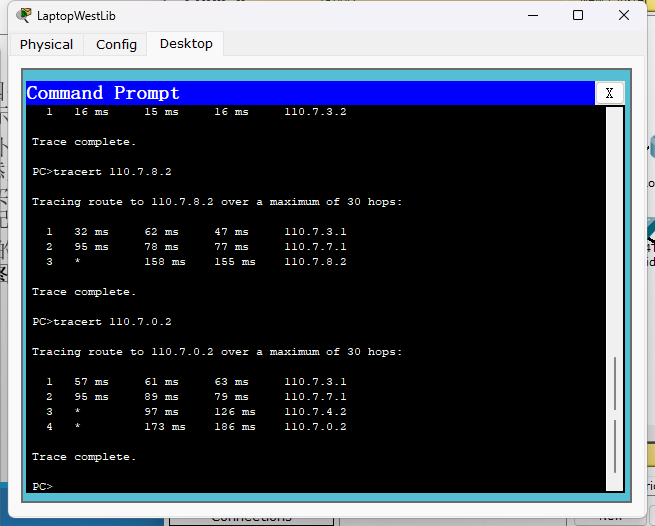 LaptopWestLib
Physical Config Desktop
Command Prompt X
1 16 ms 15 ms 16 ms 110.7.3.2
Trace complete.
PC>tracert 110.7.8.2
Tracing route to 110.7.8.2 over a maximum of 30 hops:
1 32 ms 62 ms 47 ms 110.7.3.1
2 95 ms 78 ms 77 ms 110.7.7.1
3 * 158 ms 155 ms 110.7.8.2
Trace complete.
PC>tracert 110.7.0.2
Tracing route to 110.7.0.2 over a maximum of 30 hops:
1 57 ms 61 ms 63 ms 110.7.3.1
2 95 ms 89 ms 79 ms 110.7.7.1
3 * 97 ms 126 ms 110.7.4.2
4 * 173 ms 186 ms 110.7.0.2
Trace complete.
PC>
Connections